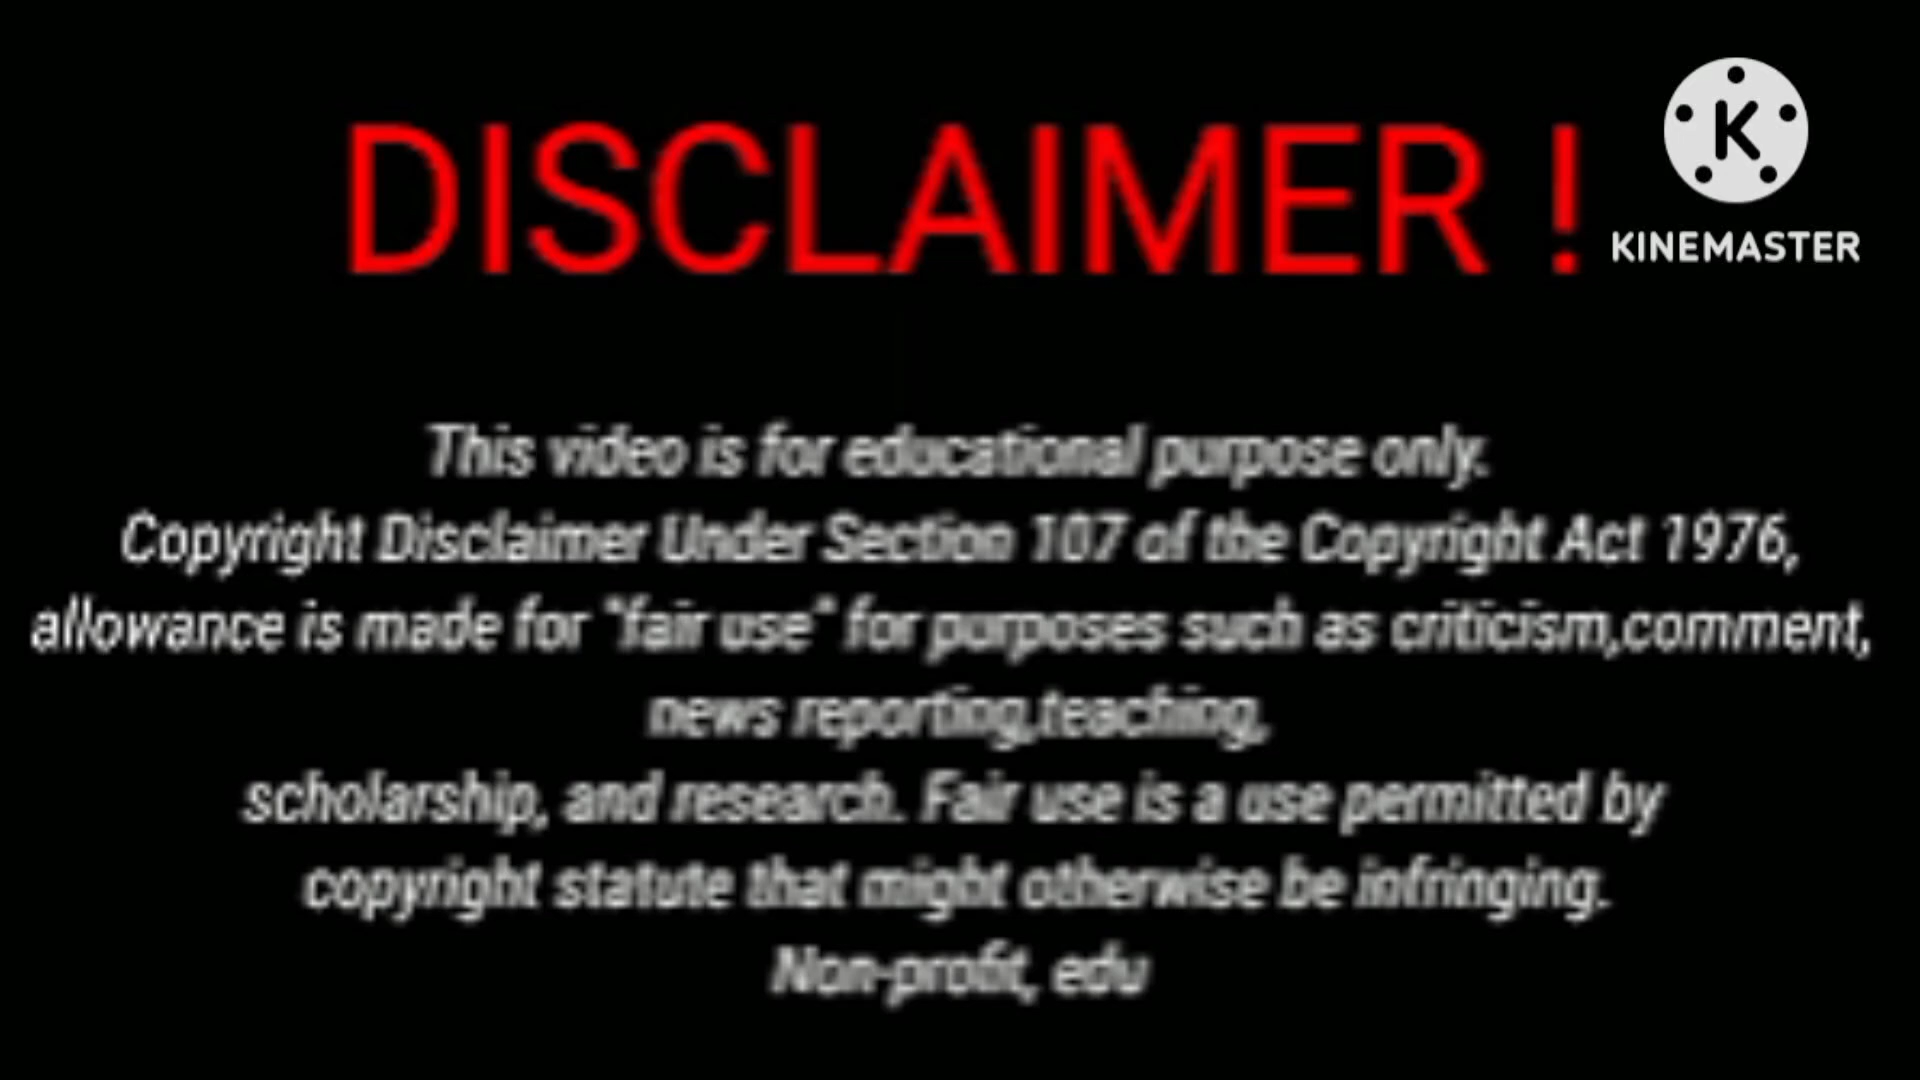 DISCLAIMER !
K
KINEMASTER
This video is for educational purpose only.
Copyright Disclaimer Under Section 107 of the Copyright Act 1976,
allowance is made for "fair use" for purposes such as criticism,comment,
news reporting,teaching,
scholarship, and research. Fair use is a use permitted by
copyright statute that might otherwise be infringing.
Non-profit, edu